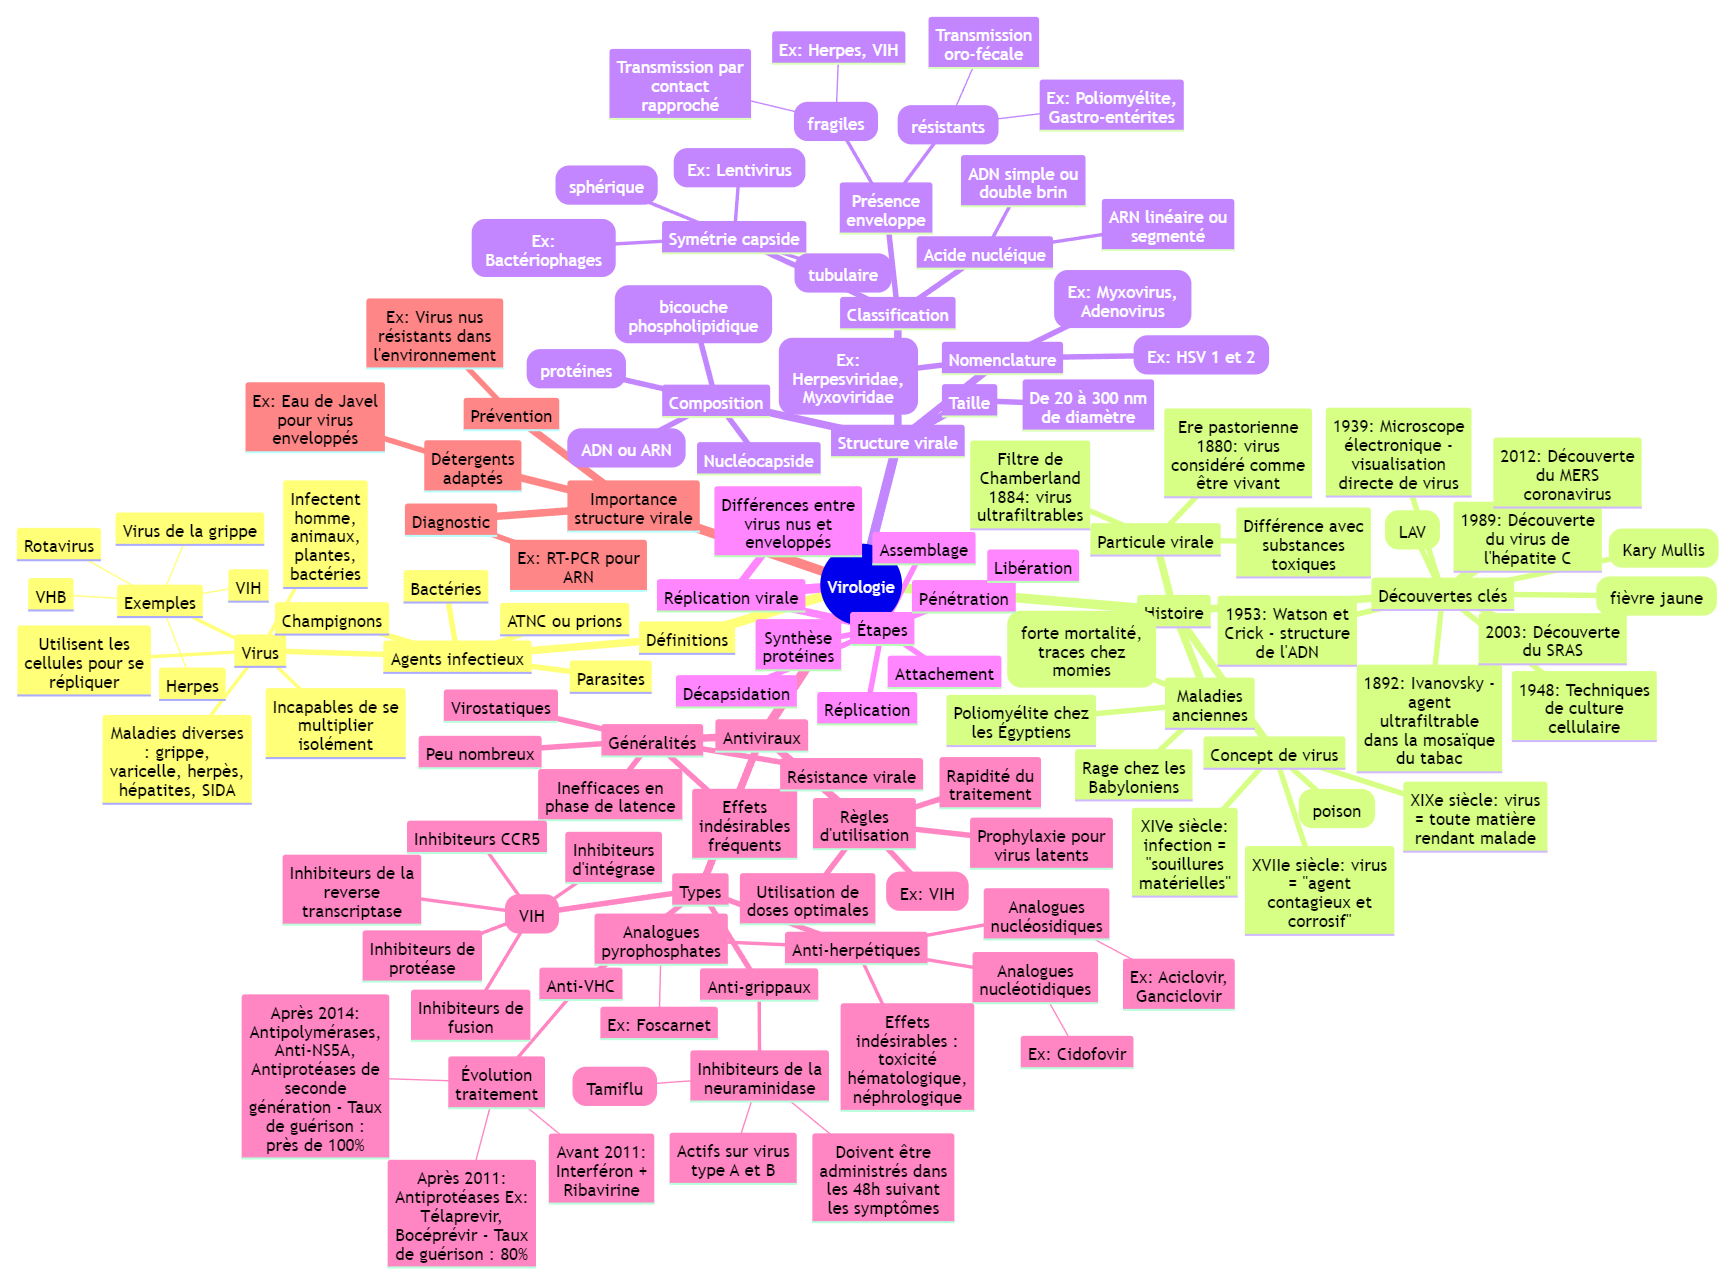 Transmission
oro-fécale
Ex: Herpes, VIH
Transmission par
contact
rapproché
Ex: Poliomyélite,
Gastro-entérites
fragiles
résistants
ADN simple ou
double brin
Ex: Lentivirus
sphérique
Présence
enveloppe
ARN linéaire ou
segmenté
Symétrie capside
Ex:
Bactériophages
Acide nucléique
tubulaire
Ex: Myxovirus,
Adenovirus
bicouche
phospholipidique
Classification
Ex: Virus nus
résistants dans
l'environnement
Nomenclature
Ex: HSV 1 et 2
Ex:
Herpesviridae,
Myxoviridae
protéines
Composition
Taille
De 20 à 300 nm
de diamètre
Ex: Eau de Javel
pour virus
enveloppés
Prévention
ADN ou ARN
Nucléocapside
Structure virale
Détergents
adaptés
Importance
structure virale
Diagnostic
Ex: RT-PCR pour
ARN
Différences entre
virus nus et
enveloppés
Assemblage
Libération
Virologie
Réplication virale
Pénétration
Étapes
Synthèse
protéines
Attachement
Décapsidation
Réplication
Définitions
Infectent
homme,
animaux,
plantes,
bactéries
Virus de la grippe
Rotavirus
VIH
VHB
Exemples
Bactéries
Champignons
ATNC ou prions
Utilisent les
cellules pour se
répliquer
Virus
Agents infectieux
Parasites
Herpes
Incapables de se
multiplier
isolément
Maladies diverses
: grippe,
varicelle, herpès,
hépatites, SIDA
Ere pastorienne
1880: virus
considéré comme
être vivant
Filtre de
Chamberland
1884: virus
ultrafiltrables
Particule virale
Différence avec
substances
toxiques
1939: Microscope
électronique -
visualisation
directe de virus
2012: Découverte
du MERS
coronavirus
LAV
1989: Découverte
du virus de
l'hépatite C
Kary Mullis
Découvertes clés
fièvre jaune
Histoire
1953: Watson et
Crick - structure
de l'ADN
2003: Découverte
du SRAS
1892: Ivanovsky -
agent
ultrafiltrable
dans la mosaïque
du tabac
1948: Techniques
de culture
cellulaire
forte mortalité,
traces chez
momies
Maladies
anciennes
Poliomyélite chez
les Égyptiens
Rage chez les
Babyloniens
Concept de virus
poison
XIVe siècle:
infection =
"souillures
matérielles"
XVIIe siècle: virus
= "agent
contagieux et
corrosif"
XIXe siècle: virus
= toute matière
rendant malade
Virostatiques
Antiviraux
Généralités
Peu nombreux
Inefficaces en
phase de latence
Résistance virale
Effets
indésirables
fréquents
Règles
d'utilisation
Rapidité du
traitement
Prophylaxie pour
virus latents
Utilisation de
doses optimales
Ex: VIH
Inhibiteurs CCR5
Inhibiteurs
d'intégrase
Inhibiteurs de la
reverse
transcriptase
Types
VIH
Inhibiteurs de
protéase
Inhibiteurs de
fusion
Analogues
pyrophosphates
Anti-herpétiques
Analogues
nucléosidiques
Analogues
nucléotidiques
Ex: Aciclovir,
Ganciclovir
Ex: Cidofovir
Effets
indésirables :
toxicité
hématologique,
néphrologique
Anti-VHC
Ex: Foscarnet
Anti-grippaux
Inhibiteurs de la
neuraminidase
Tamiflu
Actifs sur virus
type A et B
Doivent être
administrés dans
les 48h suivant
les symptômes
Évolution
traitement
Après 2014:
Antipolymérases,
Anti-NS5A,
Antiprotéases de
seconde
génération - Taux
de guérison :
près de 100%
Après 2011:
Antiprotéases Ex:
Télaprevir,
Bocéprévir - Taux
de guérison : 80%
Avant 2011:
Interféron +
Ribavirine